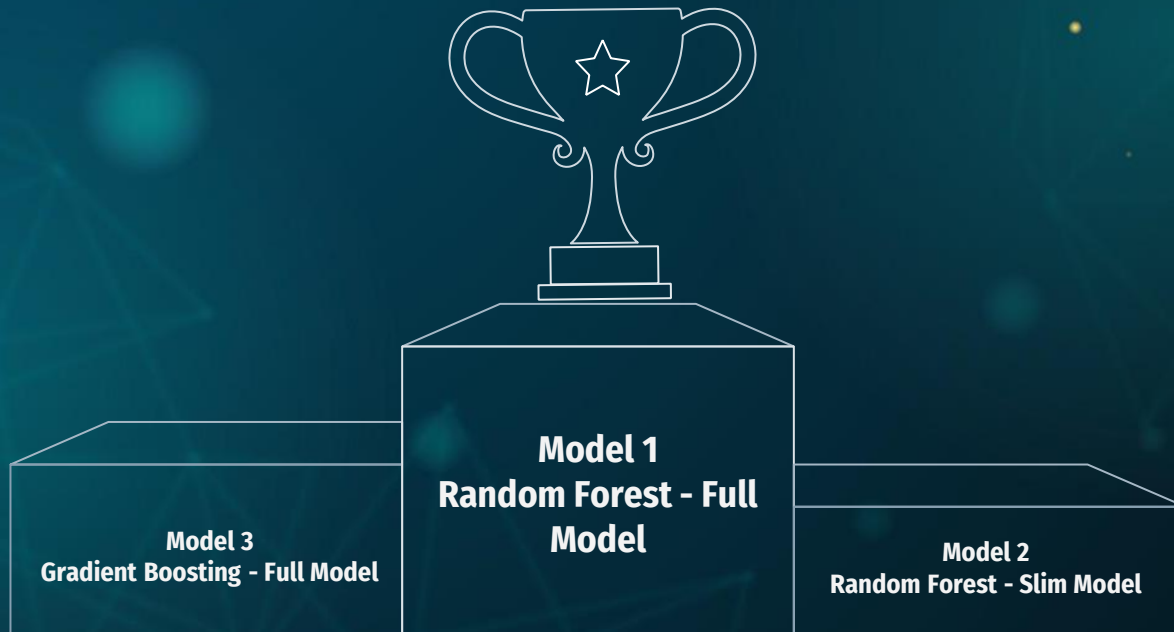 Model 1
Random Forest - Full
Model
Model 3
Gradient Boosting - Full Model
Model 2
Random Forest - Slim Model